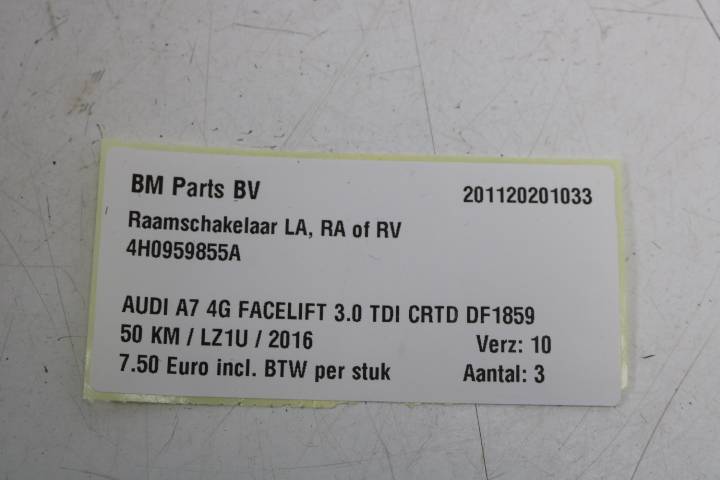 BM Parts BV 201120201033
Raamschakelaar LA, RA of RV
4H0959855A
AUDI A7 4G FACELIFT 3.0 TDI CRTD DF1859
50 KM / LZ1U / 2016 Verz: 10
7.50 Euro incl. BTW per stuk Aantal: 3